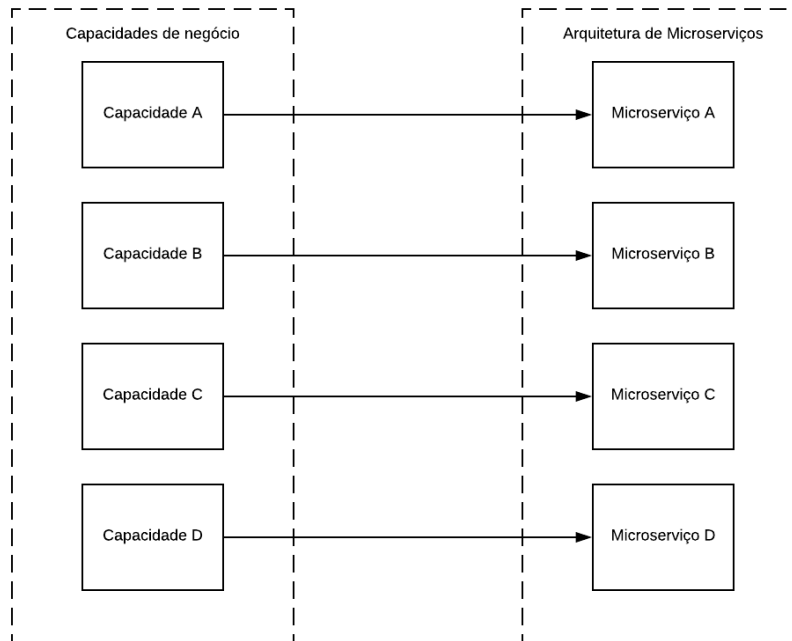 Capacidades de negócio
Arquitetura de Microserviços
Capacidade A
Microserviço A
Capacidade B
Microserviço B
Capacidade C
Microserviço C
Capacidade D
Microserviço D